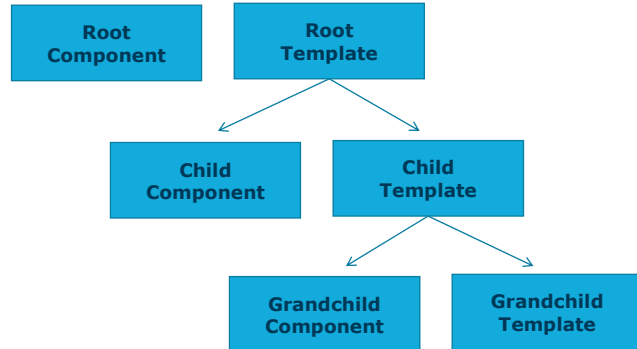 Root
Component
Root
Template
Child
Component
Child
Template
Grandchild
Component
Grandchild
Template